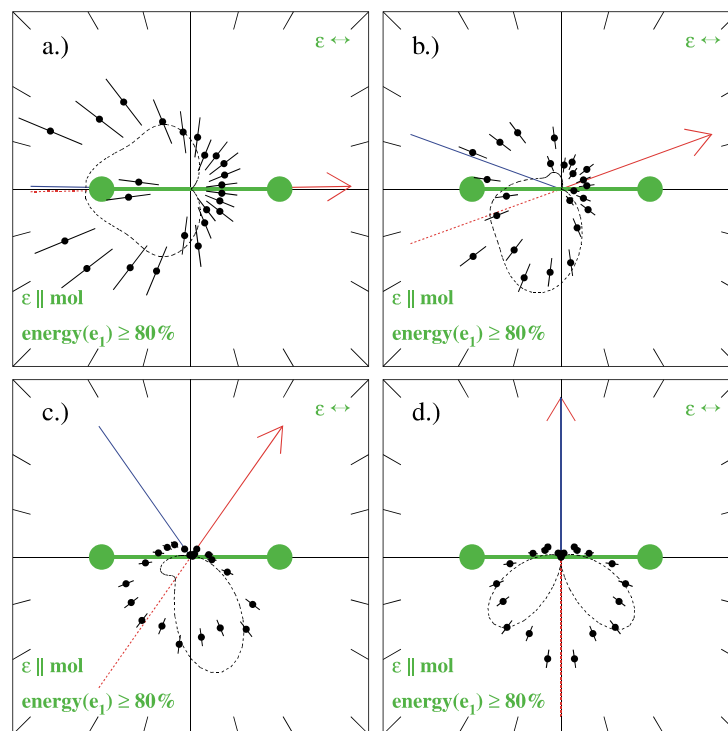 a.) ε ↔
ε || mol
energy(e₁) ≥ 80%
b.) ε ↔
ε || mol
energy(e₁) ≥ 80%
c.) ε ↔
ε || mol
energy(e₁) ≥ 80%
d.) ε ↔
ε || mol
energy(e₁) ≥ 80%